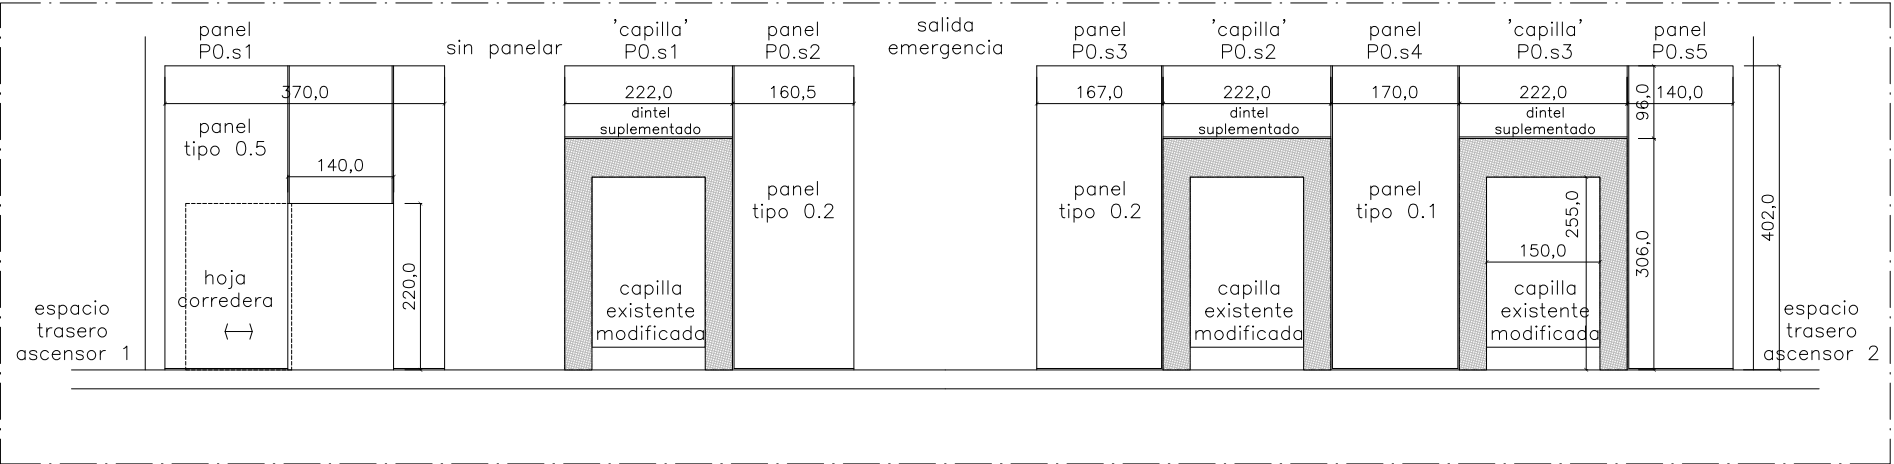 panel
P0.s1
sin panelar
'capilla'
P0.s1
panel
P0.s2
salida
emergencia
panel
P0.s3
'capilla'
P0.s2
panel
P0.s4
'capilla'
P0.s3
panel
P0.s5
370,0
222,0
160,5
167,0
222,0
170,0
222,0
96,0
140,0
dintel
suplementado
dintel
suplementado
dintel
suplementado
panel
tipo 0.5
140,0
panel
tipo 0.2
panel
tipo 0.2
panel
tipo 0.1
255,0
306,0
402,0
150,0
220,0
hoja
corredera
capilla
existente
modificada
capilla
existente
modificada
capilla
existente
modificada
espacio
trasero
ascensor 1
espacio
trasero
ascensor 2